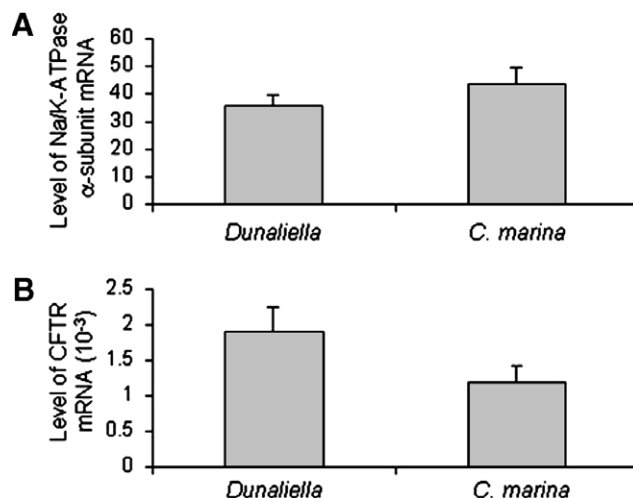 A
Level of Na/K-ATPase
α-subunit mRNA
60
50
40
30
20
10
0
Dunaliella
C. marina
B
Level of CFTR
mRNA (10⁻³)
2.5
2
1.5
1
0.5
0
Dunaliella
C. marina